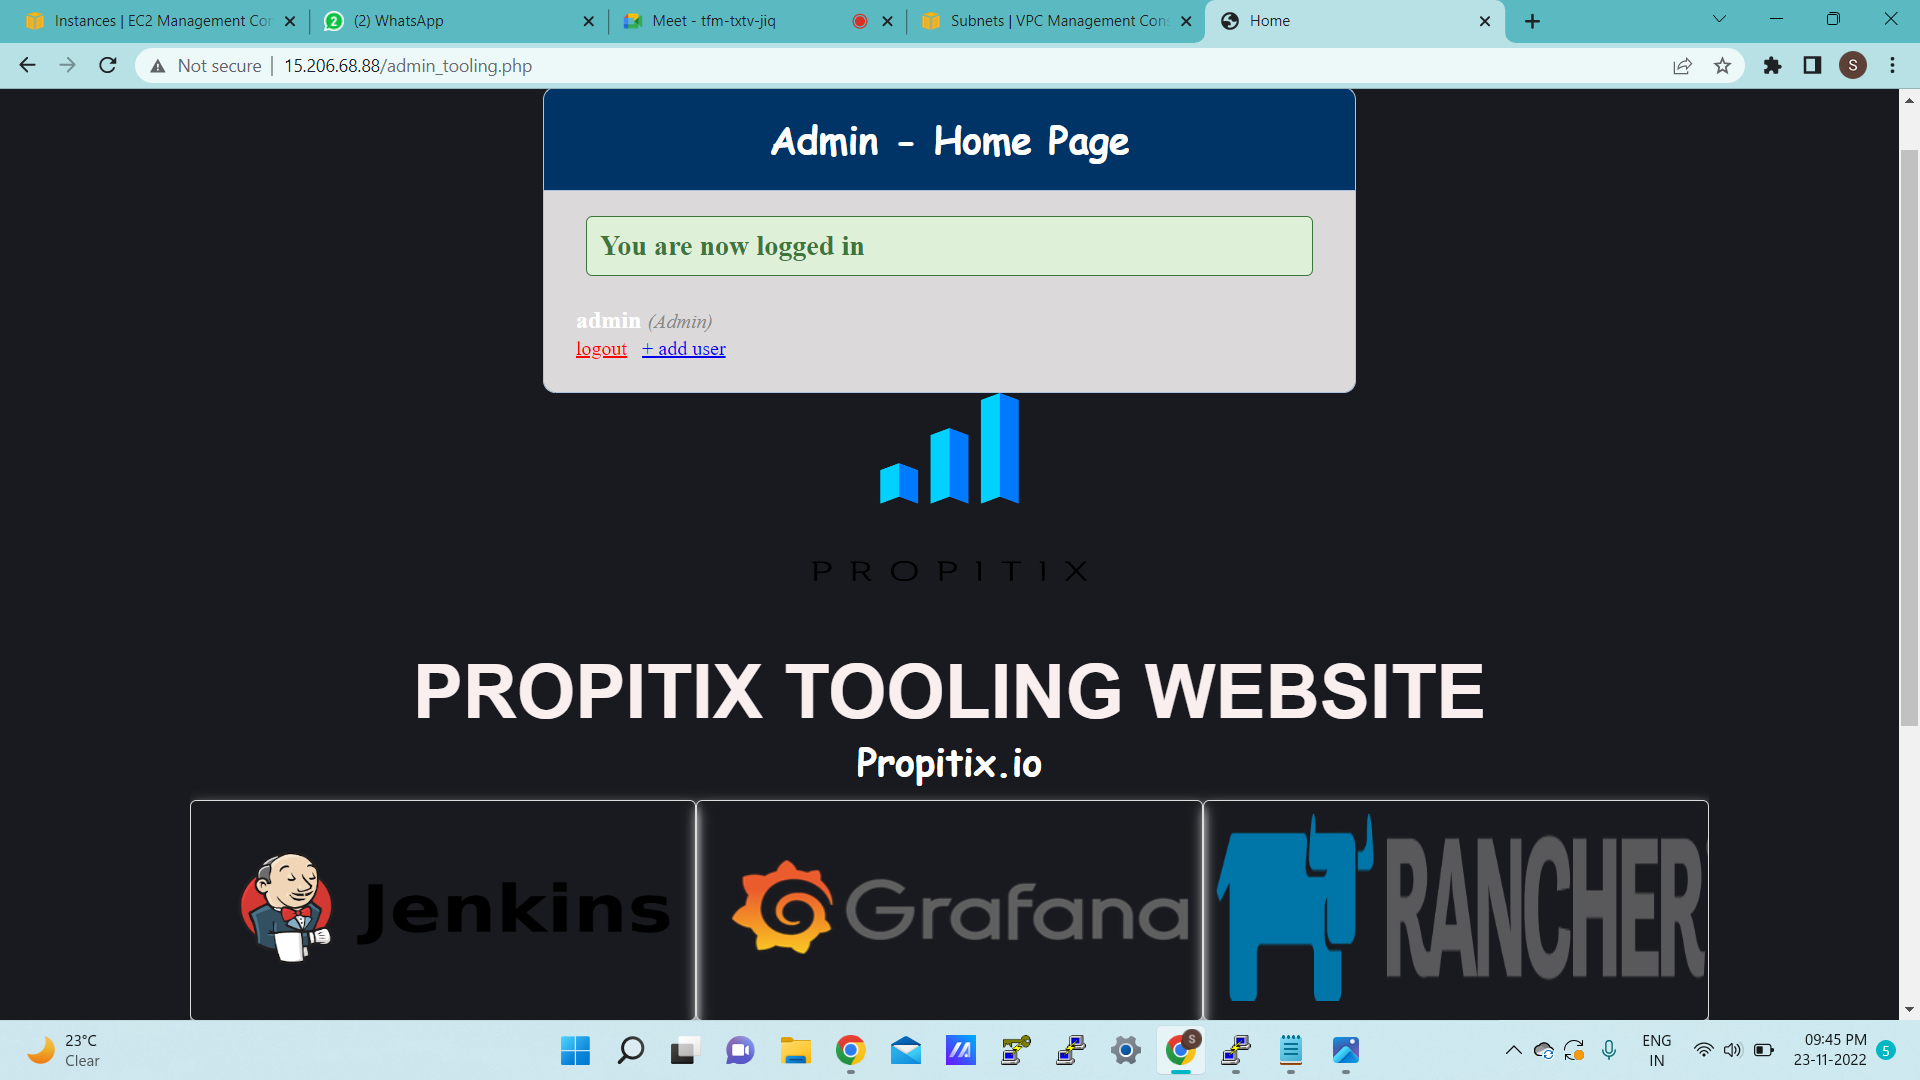 Instances | EC2 Management Con
(2) WhatsApp
Meet - tfm-txtv-jiq
Subnets | VPC Management Cons
Home
Not secure
15.206.68.88/admin_tooling.php
S
Admin - Home Page
You are now logged in
admin (Admin)
logout + add user
PROPITIX
PROPITIX TOOLING WEBSITE
Propitix.io
Jenkins
Grafana
RANCHER
23°C
Clear
S
ENG
IN
09:45 PM
23-11-2022
5